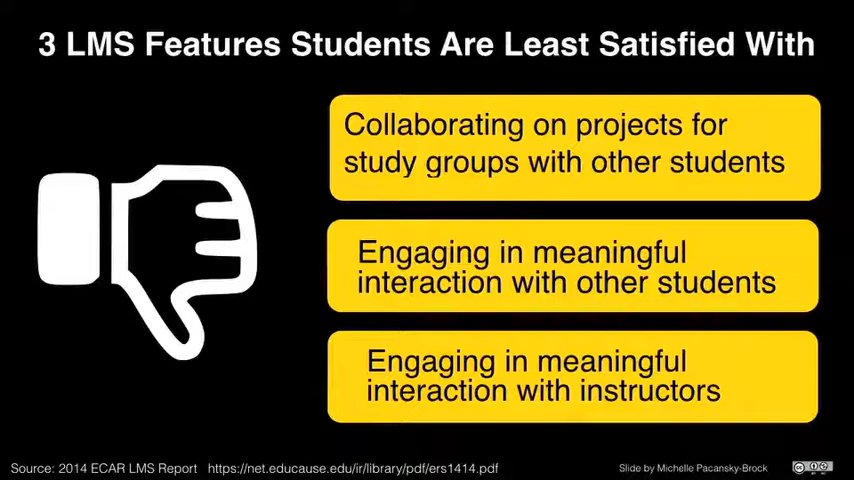 3 LMS Features Students Are Least Satisfied With
Collaborating on projects for
study groups with other students
Engaging in meaningful
interaction with other students
Engaging in meaningful
interaction with instructors
Source: 2014 ECAR LMS Report https://net.educause.edu/ir/library/pdf/ers1414.pdf
Slide by Michelle Pacansky-Brock